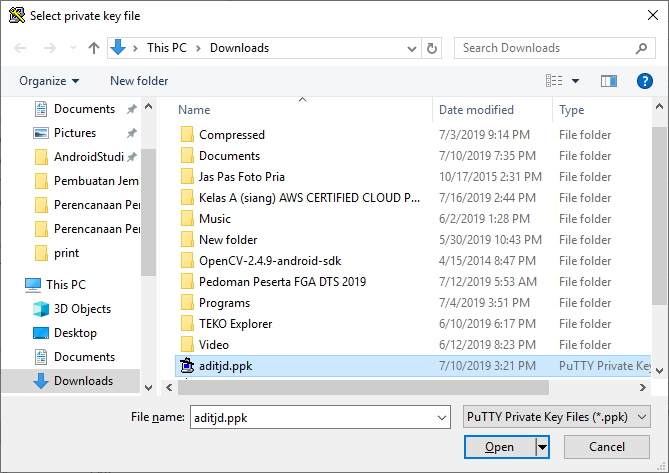 Select private key file
This PC > Downloads
Search Downloads
Organize
New folder
Name
Date modified
Type
Documents
Pictures
AndroidStudi
Pembuatan Jem
Perencanaan Per
Perencanaan Per
print
This PC
3D Objects
Desktop
Documents
Downloads
Compressed 7/3/2019 9:14 PM File folder
Documents 7/10/2019 7:35 PM File folder
Jas Pas Foto Pria 10/17/2015 2:31 PM File folder
Kelas A (siang) AWS CERTIFIED CLOUD P... 7/16/2019 2:44 PM File folder
Music 6/2/2019 1:28 PM File folder
New folder 5/30/2019 10:43 PM File folder
OpenCV-2.4.9-android-sdk 4/15/2014 8:47 PM File folder
Pedoman Peserta FGA DTS 2019 7/12/2019 5:53 AM File folder
Programs 7/4/2019 3:51 PM File folder
TEKO Explorer 6/10/2019 6:17 PM File folder
Video 6/12/2019 8:23 PM File folder
aditjd.ppk 7/10/2019 3:21 PM PuTTY Private Key
File name: aditjd.ppk
PuTTY Private Key Files (*.ppk)
Open
Cancel